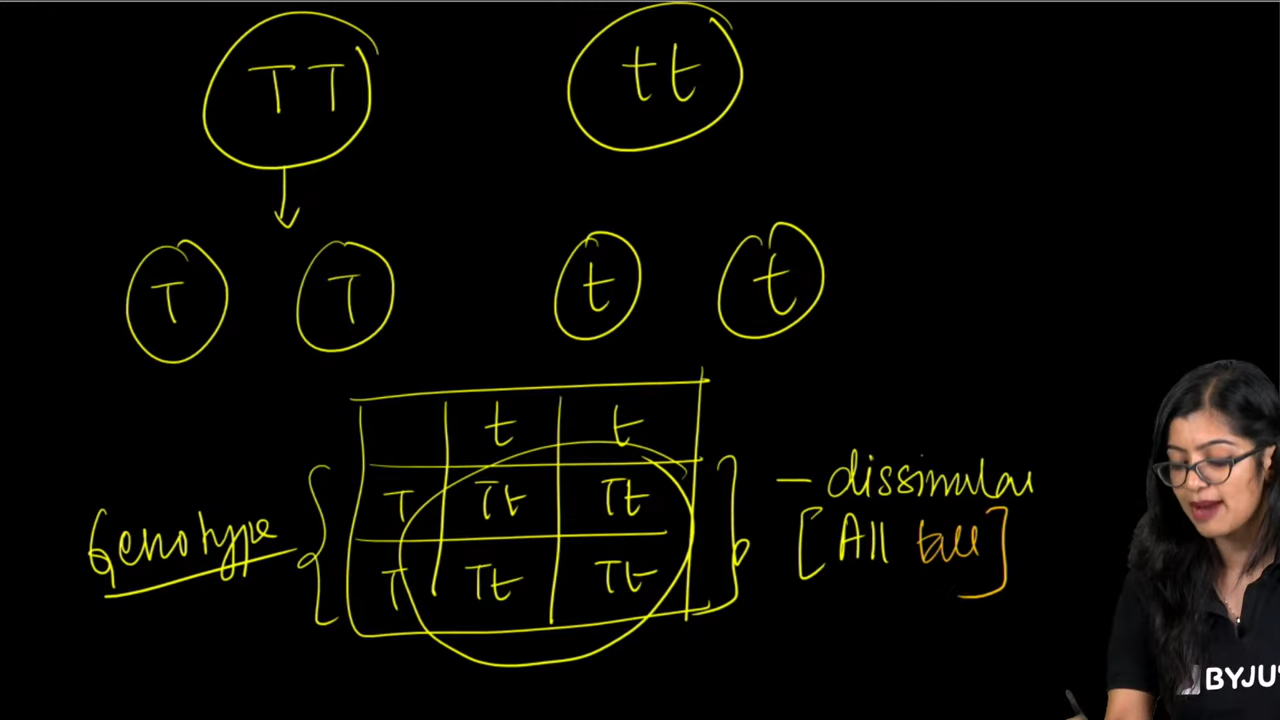 TT tt
T T t t
t t
T Tt Tt
T Tt Tt
Genotype
- dissimilar
[All tall]
BYJU'